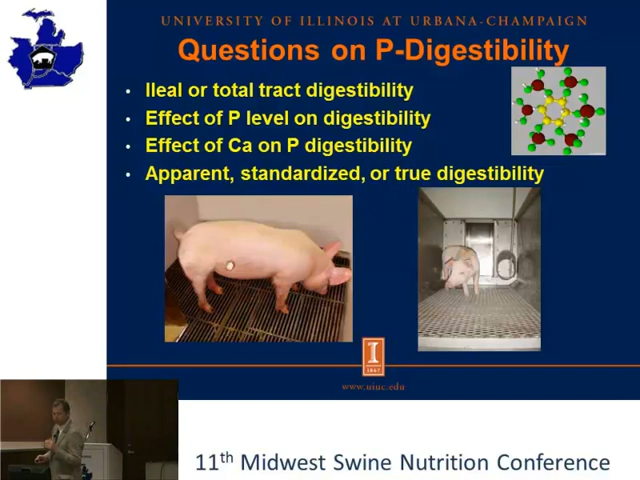 UNIVERSITY OF ILLINOIS AT URBANA-CHAMPAIGN
Questions on P-Digestibility
• Ileal or total tract digestibility
• Effect of P level on digestibility
• Effect of Ca on P digestibility
• Apparent, standardized, or true digestibility
I
1867
www.uiuc.edu
11th Midwest Swine Nutrition Conference